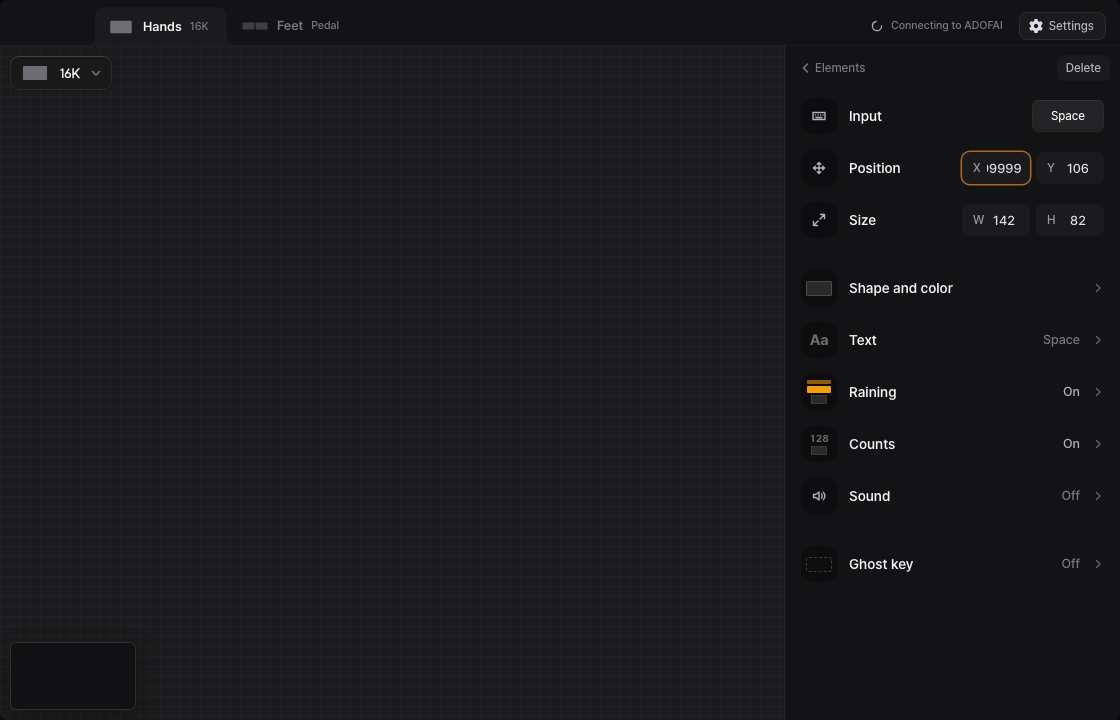 Hands 16K
Feet Pedal
Connecting to ADOFAI
Settings
16K
Elements
Delete
Input
Space
Position
X 9999
Y 106
Size
W 142
H 82
Shape and color
Aa
Text
Space
Raining
On
128
Counts
On
Sound
Off
Ghost key
Off